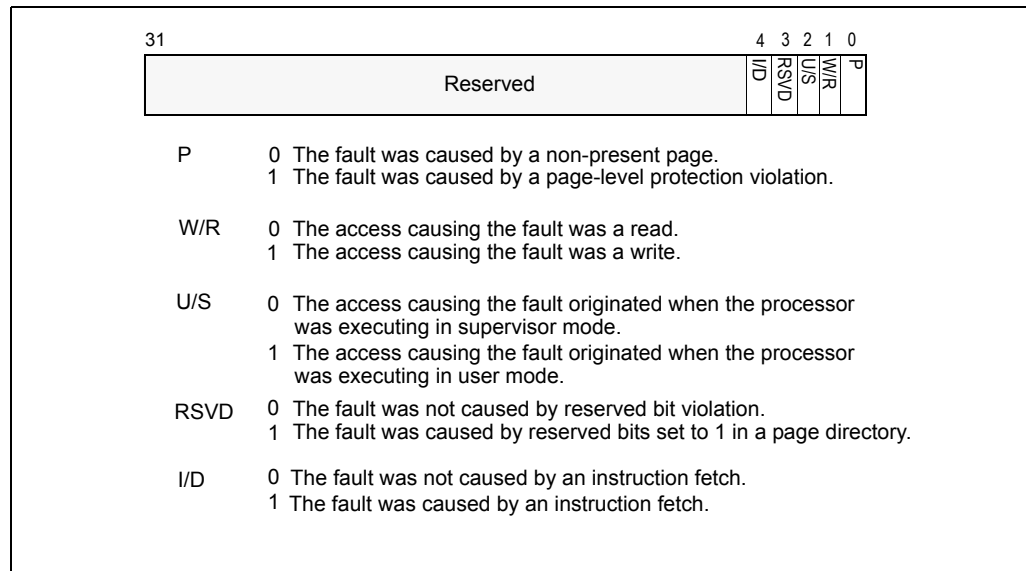 31 4 3 2 1 0
Reserved I/D RSVD U/S W/R P
P 0 The fault was caused by a non-present page.
1 The fault was caused by a page-level protection violation.
W/R 0 The access causing the fault was a read.
1 The access causing the fault was a write.
U/S 0 The access causing the fault originated when the processor
was executing in supervisor mode.
1 The access causing the fault originated when the processor
was executing in user mode.
RSVD 0 The fault was not caused by reserved bit violation.
1 The fault was caused by reserved bits set to 1 in a page directory.
I/D 0 The fault was not caused by an instruction fetch.
1 The fault was caused by an instruction fetch.